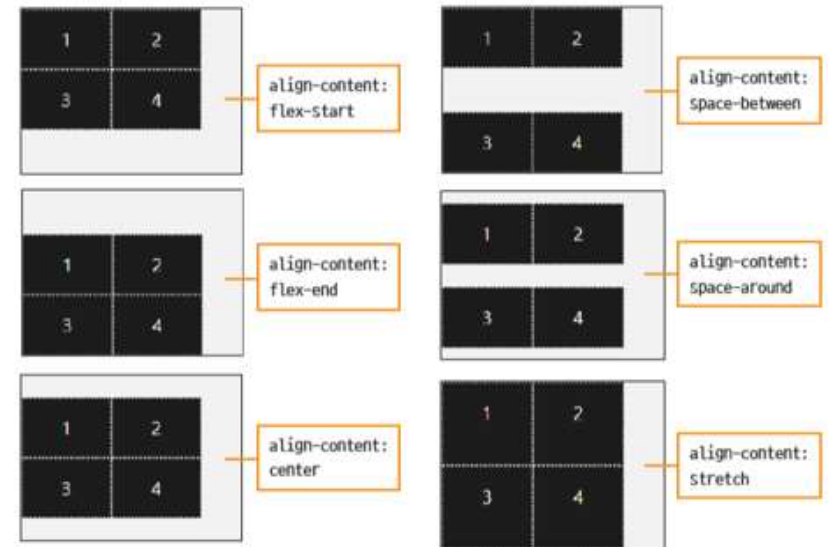 1 2
3 4
align-content:
flex-start
1 2
3 4
align-content:
flex-end
1 2
3 4
align-content:
center
1 2
3 4
align-content:
space-between
1 2
3 4
align-content:
space-around
1 2
3 4
align-content:
stretch